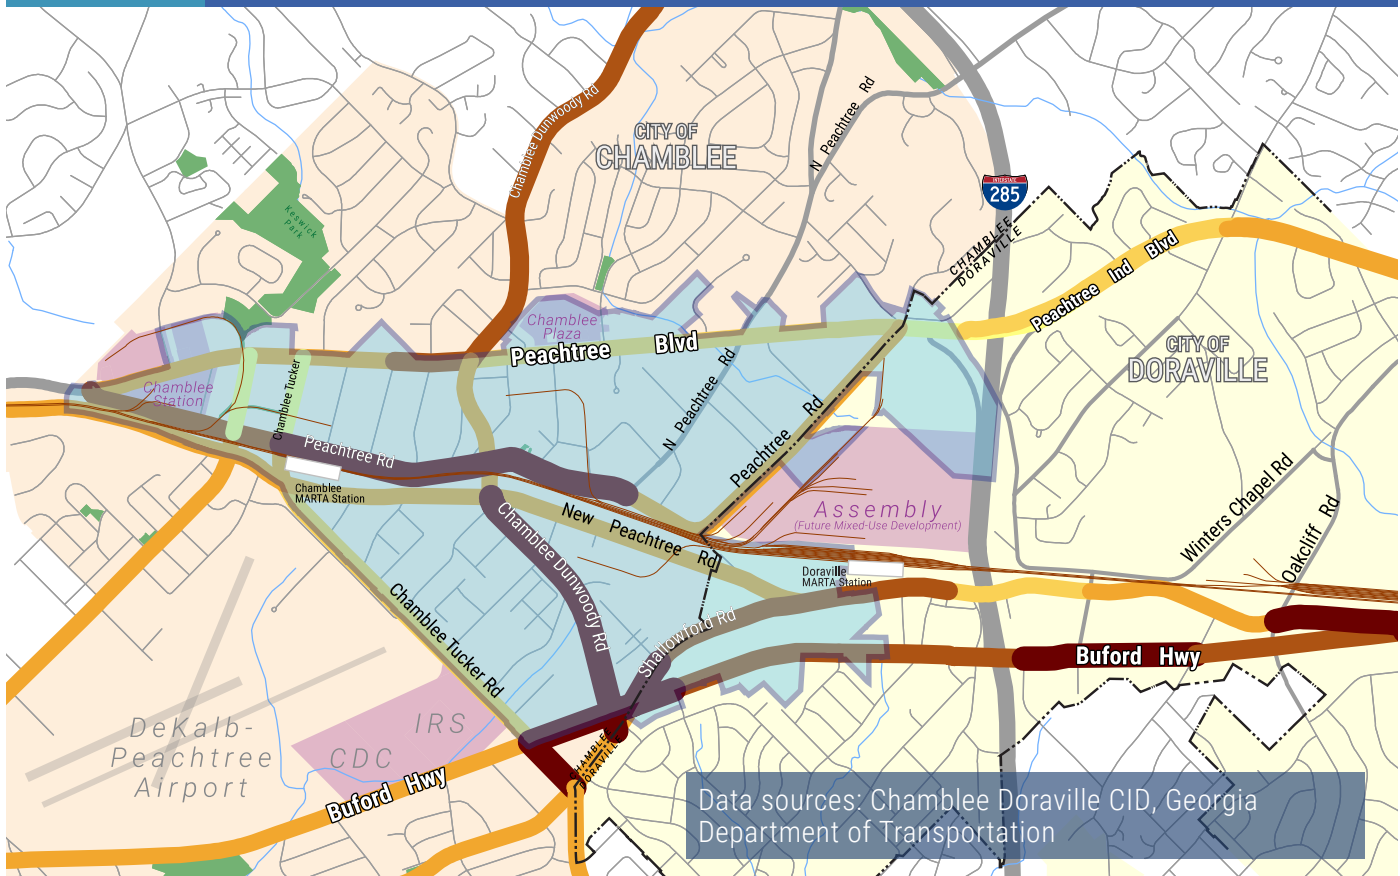 Chamblee Dunwoody Rd
CITY OF
CHAMBLEE
N Peachtree Rd
INTERSTATE
285
Keswick
Park
CHAMBLEE
DORAVILLE
Peachtree Ind Blvd
Chamblee
Plaza
Peachtree Blvd
CITY OF
DORAVILLE
Chamblee
Station
Chamblee Tucker
N Peachtree Rd
Peachtree Rd
Peachtree Rd
Chamblee
MARTA Station
Assembly
(Future Mixed-Use Development)
Winters Chapel Rd
Oakcliff Rd
New Peachtree Rd
Chamblee Dunwoody Rd
Doraville
MARTA Station
Chamblee Tucker Rd
Shallowford Rd
Buford Hwy
IRS
CDC
DeKalb-
Peachtree
Airport
Buford Hwy
CHAMBLEE
DORAVILLE
Data sources: Chamblee Doraville CID, Georgia
Department of Transportation